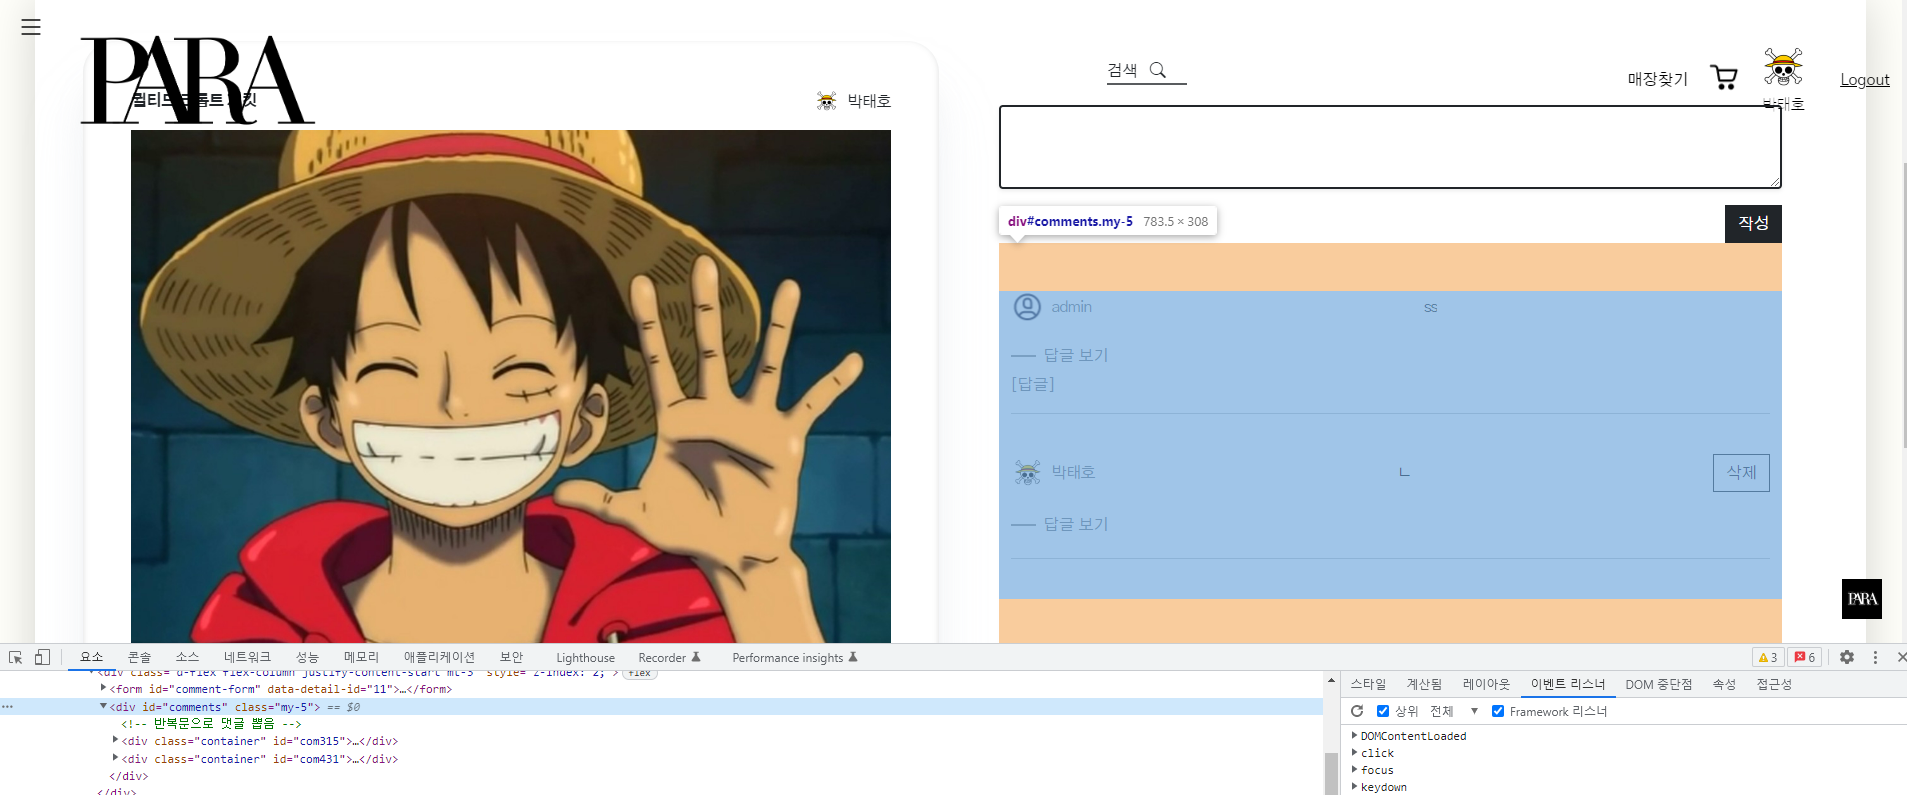 PARA
검색
매장찾기
박태호
Logout
박태호
작성
div#comments.my-5 783.5 × 308
admin
ss
답글 보기
[답글]
박태호
ㄴ
삭제
답글 보기
PARA
요소 콘솔 소스 네트워크 성능 메모리 애플리케이션 보안 Lighthouse Recorder Performance insights 3 6
<div class="d-flex flex-column justify-content-start mt-5" style="z-index: 2;"> flex
<form id="comment-form" data-detail-id="11">…</form>
<div id="comments" class="my-5"> == $0
<!-- 반복문으로 댓글 뽑음 -->
<div class="container" id="com315">…</div>
<div class="container" id="com431">…</div>
</div>
</div>
스타일 계산됨 레이아웃 이벤트 리스너 DOM 중단점 속성 접근성
상위 전체 Framework 리스너
DOMContentLoaded
click
focus
keydown